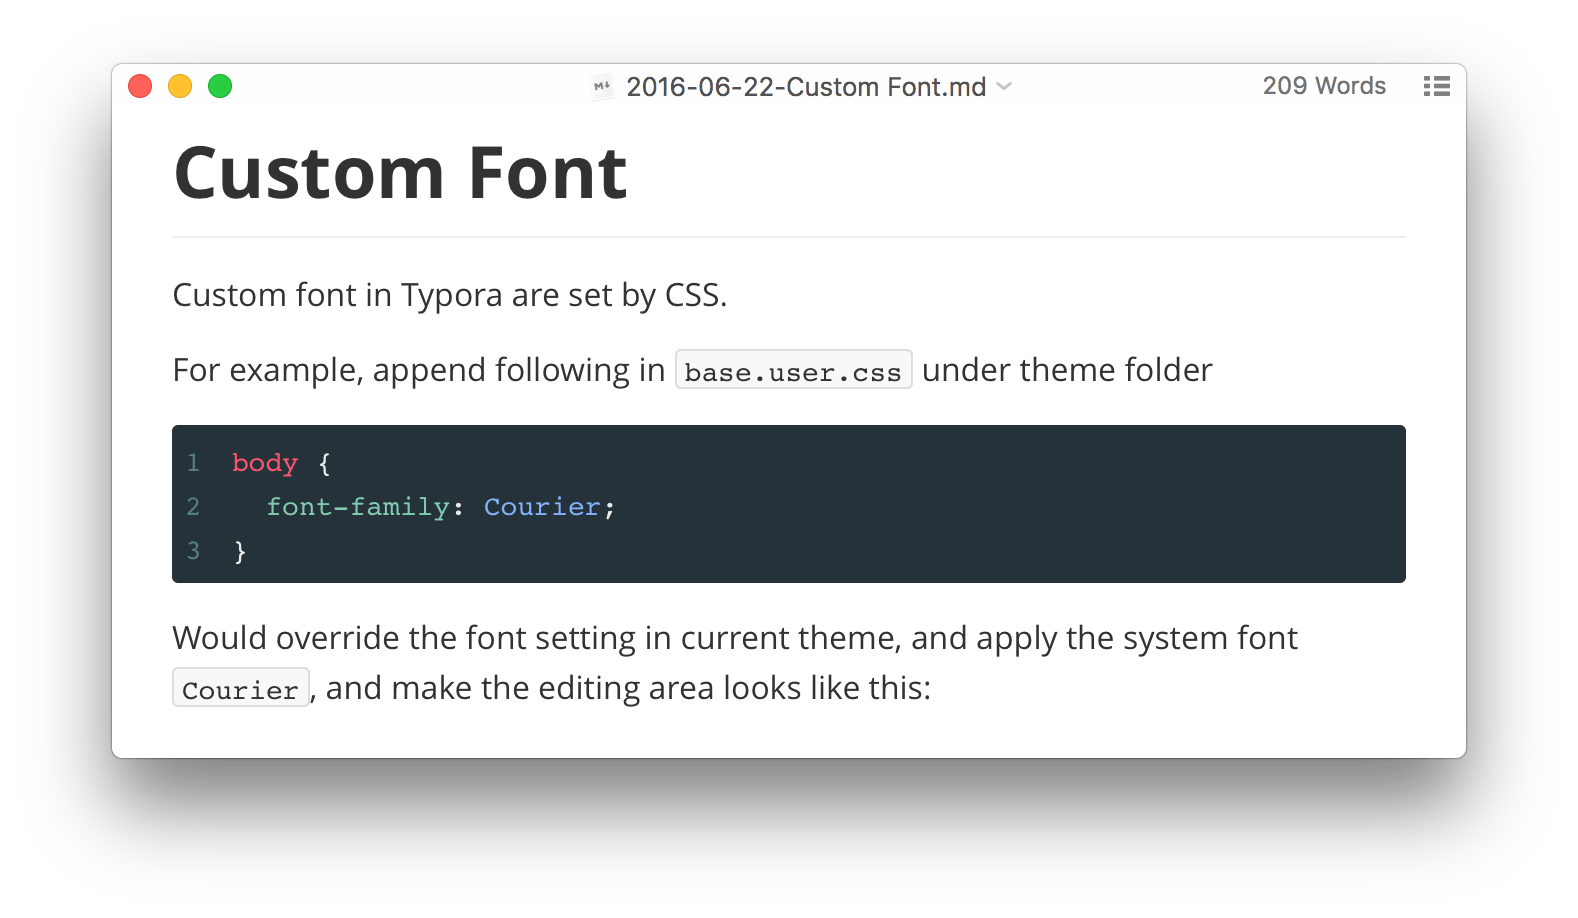 M↓ 2016-06-22-Custom Font.md 209 Words
Custom Font
Custom font in Typora are set by CSS.
For example, append following in base.user.css under theme folder
1 body {
2   font-family: Courier;
3 }
Would override the font setting in current theme, and apply the system font
Courier, and make the editing area looks like this: